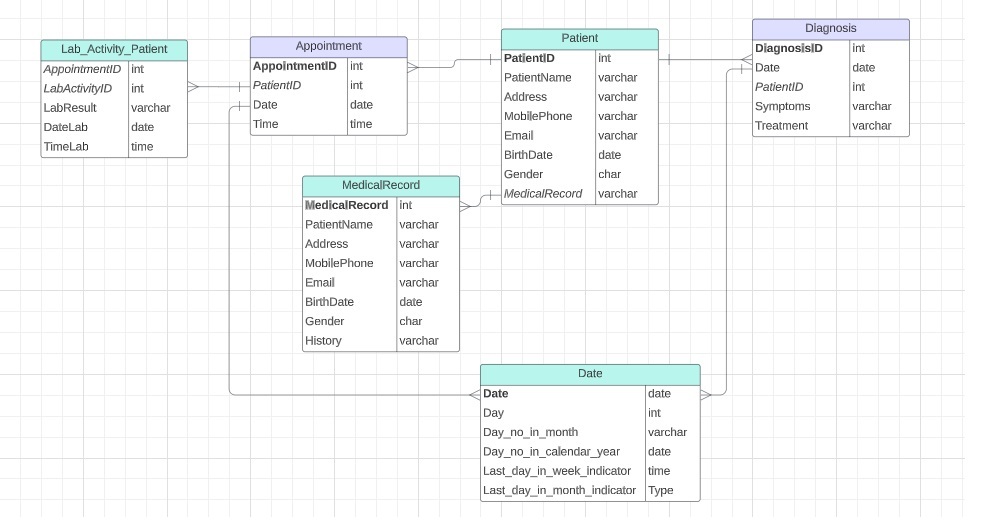 Lab_Activity_Patient
AppointmentID int
LabActivityID int
LabResult varchar
DateLab date
TimeLab time
Appointment
AppointmentID int
PatientID int
Date date
Time time
Patient
PatientID int
PatientName varchar
Address varchar
MobilePhone varchar
Email varchar
BirthDate date
Gender char
MedicalRecord varchar
Diagnosis
DiagnosisID int
Date date
PatientID int
Symptoms varchar
Treatment varchar
MedicalRecord
MedicalRecord int
PatientName varchar
Address varchar
MobilePhone varchar
Email varchar
BirthDate date
Gender char
History varchar
Date
Date date
Day int
Day_no_in_month varchar
Day_no_in_calendar_year date
Last_day_in_week_indicator time
Last_day_in_month_indicator Type